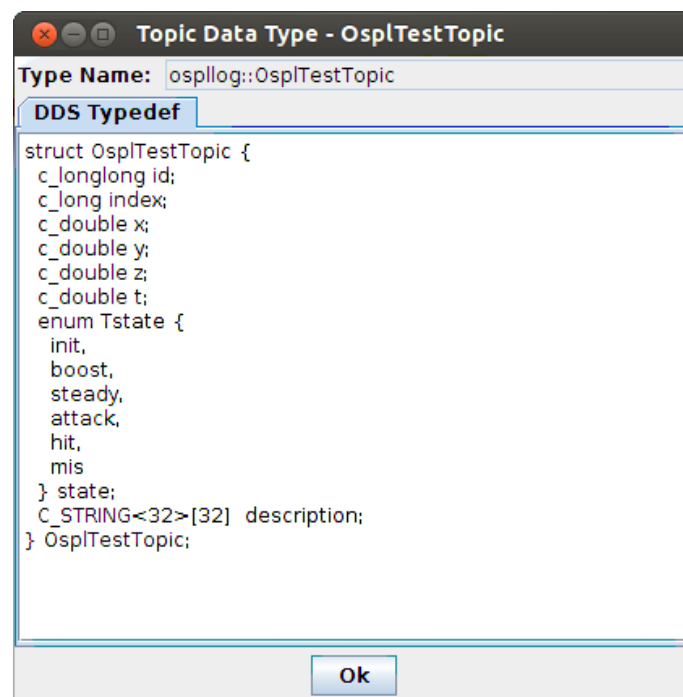 Topic Data Type - OsplTestTopic
Type Name: ospllog::OsplTestTopic
DDS Typedef
struct OsplTestTopic {
c_longlong id;
c_long index;
c_double x;
c_double y;
c_double z;
c_double t;
enum Tstate {
init,
boost,
steady,
attack,
hit,
mis
} state;
C_STRING<32>[32] description;
} OsplTestTopic;
Ok